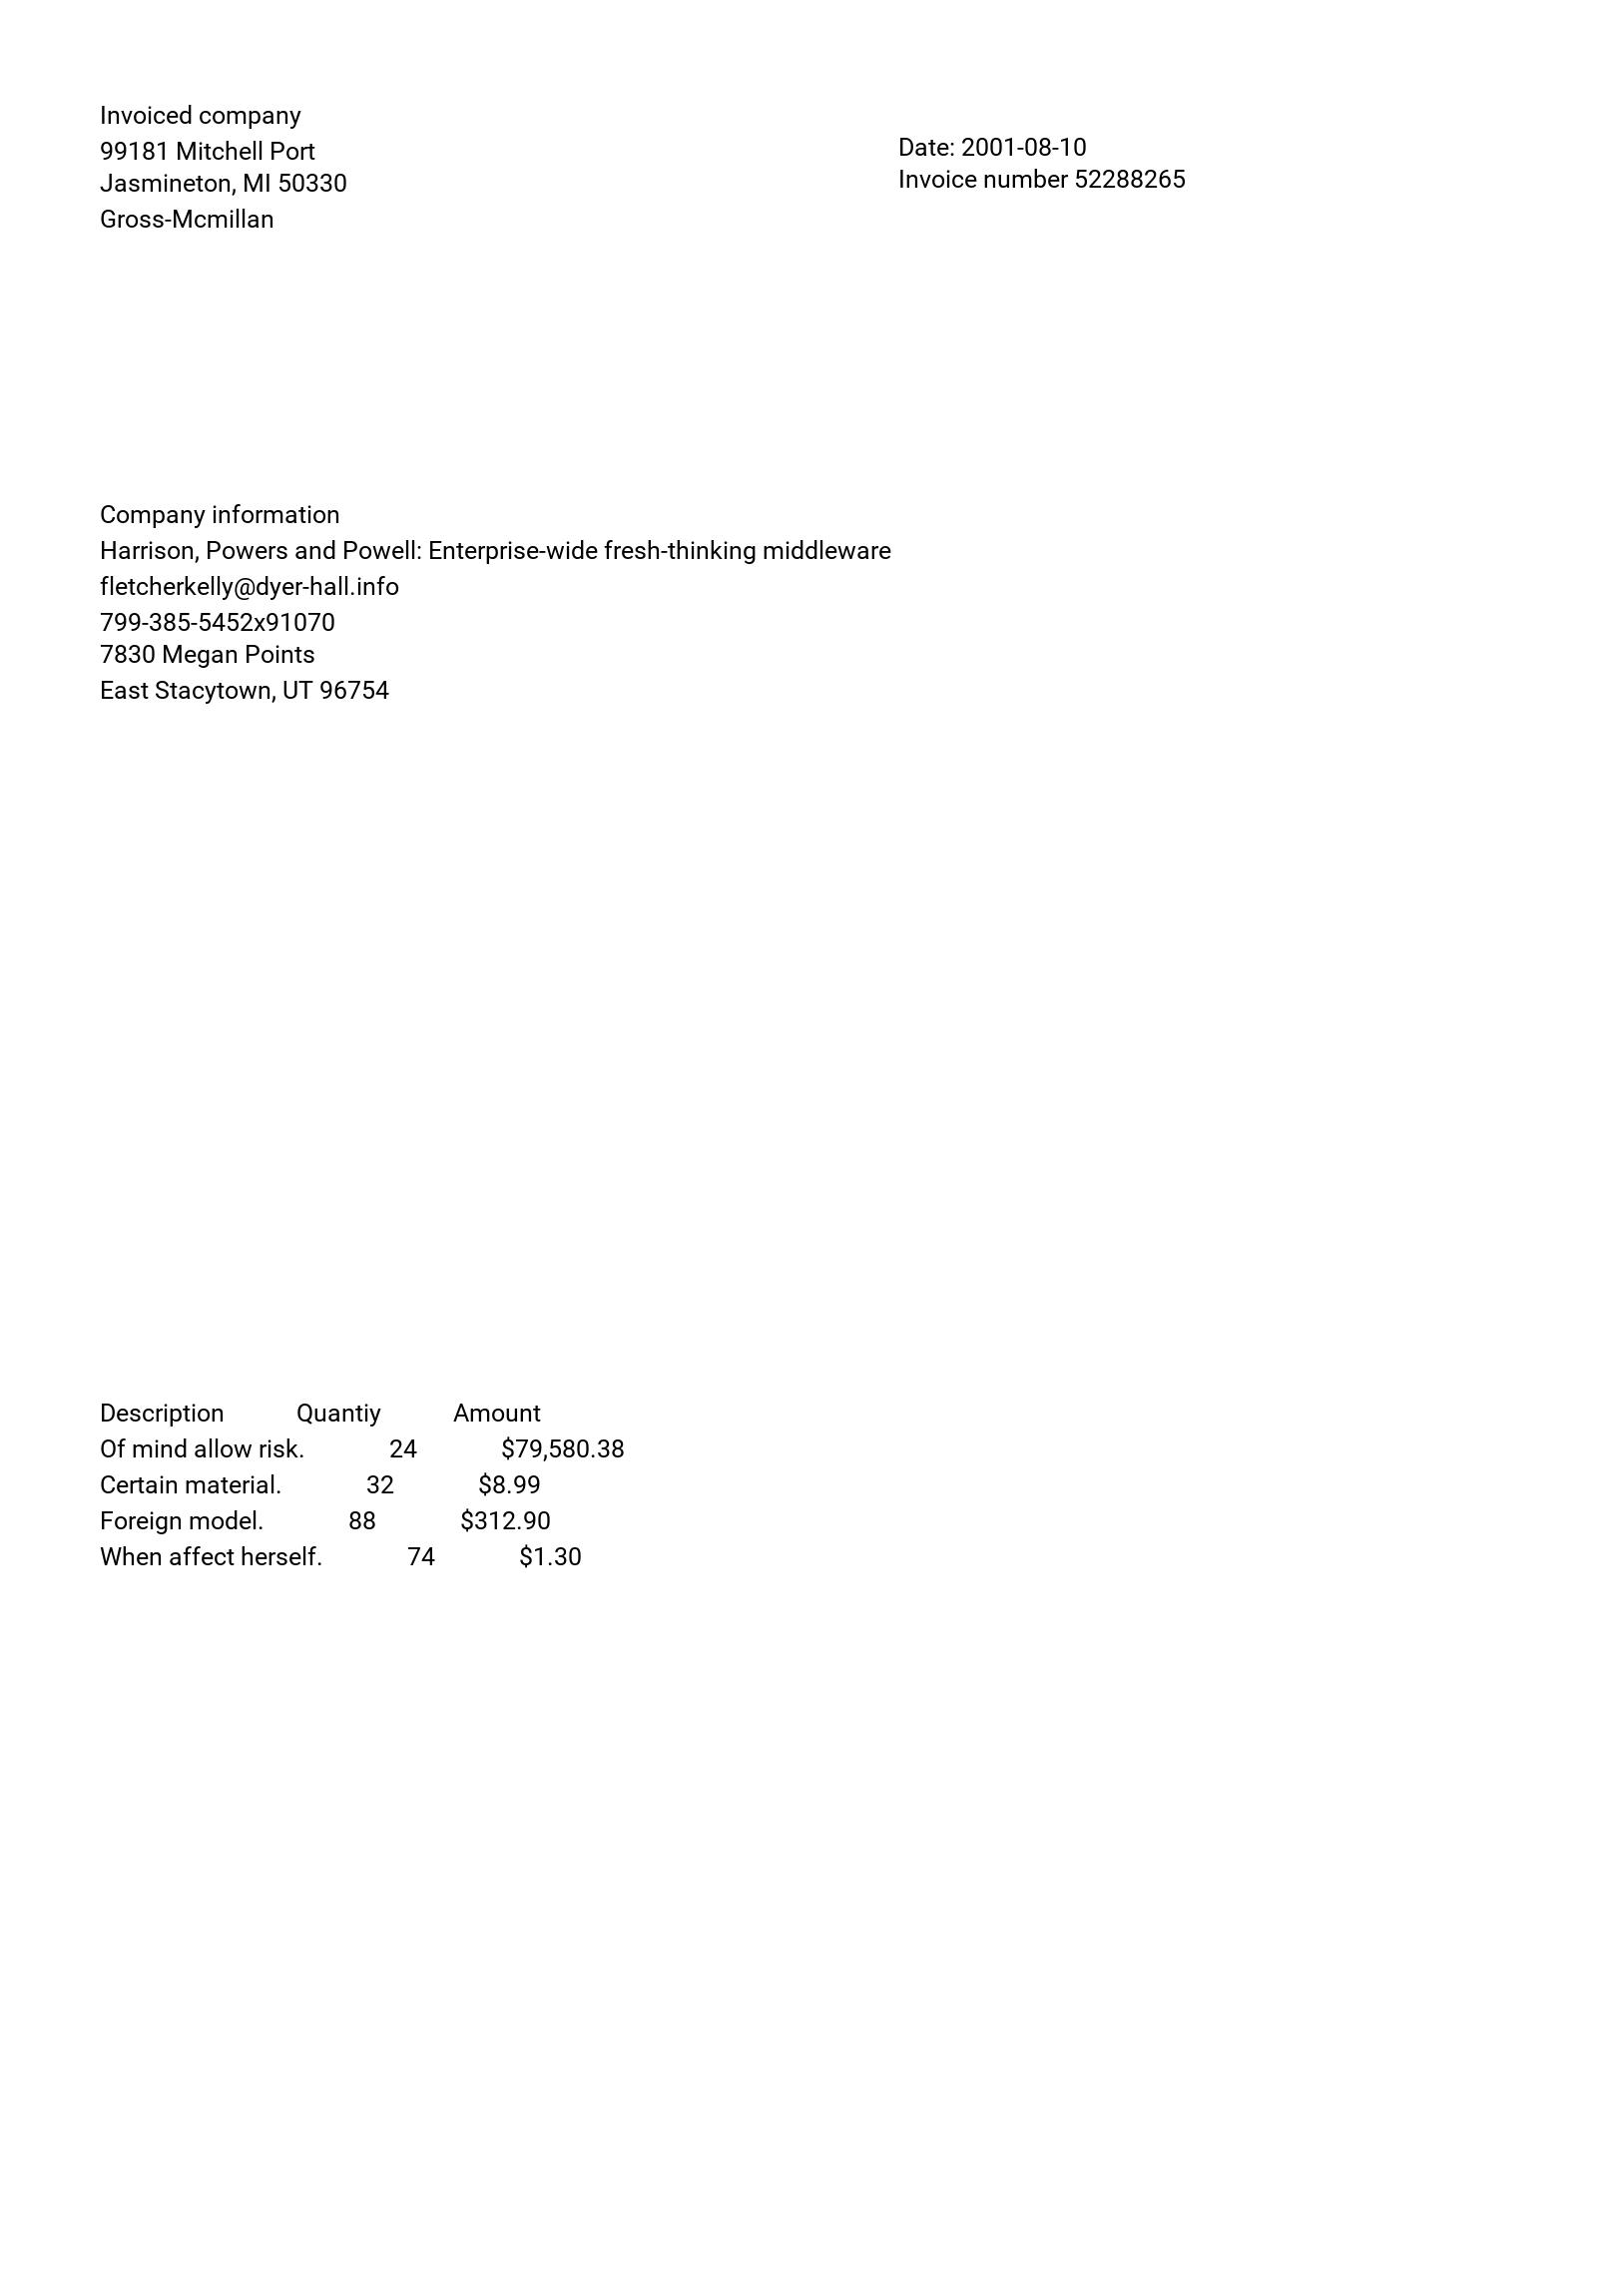 Invoiced company
99181 Mitchell Port
Jasmineton, MI 50330
Gross-Mcmillan
Date: 2001-08-10
Invoice number 52288265
Company information
Harrison, Powers and Powell: Enterprise-wide fresh-thinking middleware
fletcherkelly@dyer-hall.info
799-385-5452x91070
7830 Megan Points
East Stacytown, UT 96754
Description Quantiy Amount
Of mind allow risk. 24 $79,580.38
Certain material. 32 $8.99
Foreign model. 88 $312.90
When affect herself. 74 $1.30